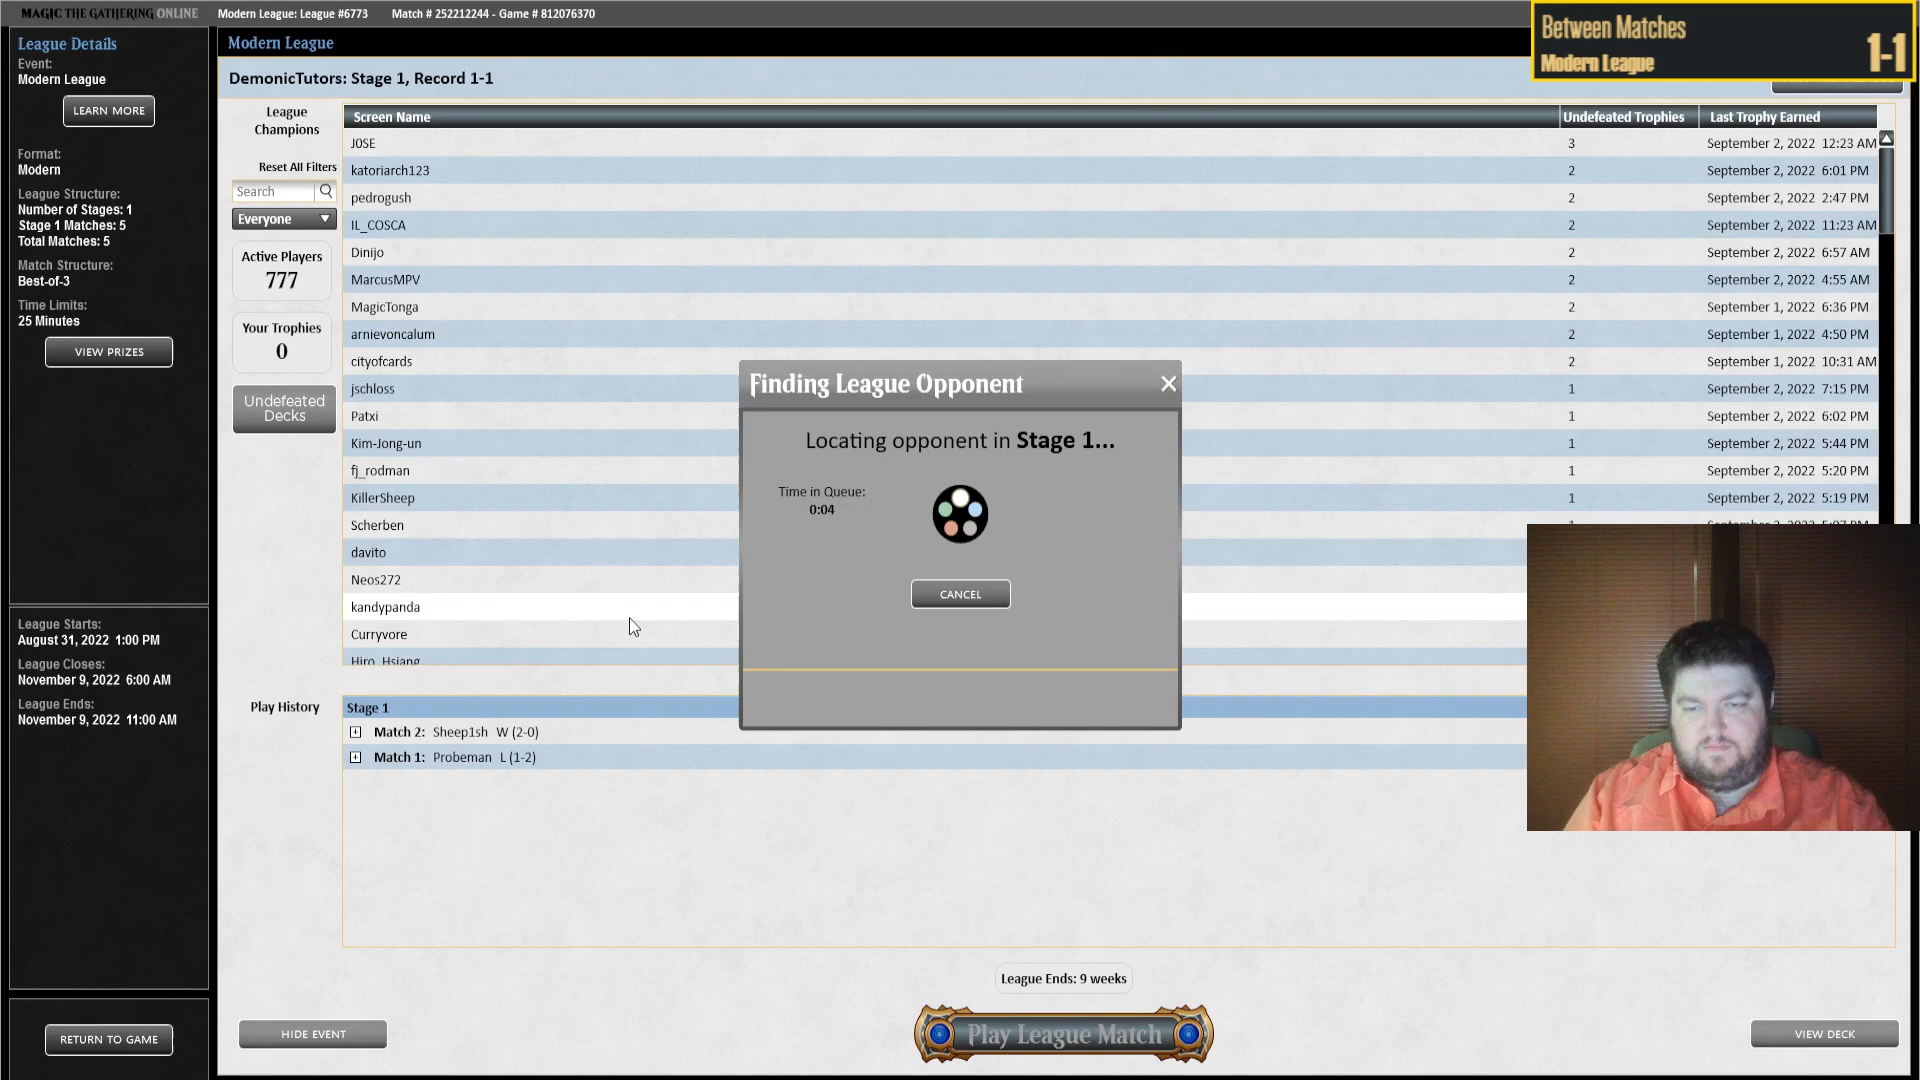 MAGIC THE GATHERING ONLINE
Modern League: League #6773 Match # 252212244 - Game # 812076370
Between Matches
Modern League
1-1
League Details
Event:
Modern League
LEARN MORE
Format:
Modern
League Structure:
Number of Stages: 1
Stage 1 Matches: 5
Total Matches: 5
Match Structure:
Best-of-3
Time Limits:
25 Minutes
VIEW PRIZES
League Starts:
August 31, 2022 1:00 PM
League Closes:
November 9, 2022 6:00 AM
League Ends:
November 9, 2022 11:00 AM
RETURN TO GAME
Modern League
DemonicTutors: Stage 1, Record 1-1
League
Champions
Reset All Filters
Search
Everyone
Active Players
777
Your Trophies
0
Undefeated
Decks
Screen Name Undefeated Trophies Last Trophy Earned
J0SE 3 September 2, 2022 12:23 AM
katoriarch123 2 September 2, 2022 6:01 PM
pedrogush 2 September 2, 2022 2:47 PM
IL_COSCA 2 September 2, 2022 11:23 AM
Dinijo 2 September 2, 2022 6:57 AM
MarcusMPV 2 September 2, 2022 4:55 AM
MagicTonga 2 September 1, 2022 6:36 PM
arnievoncalum 2 September 1, 2022 4:50 PM
cityofcards 2 September 1, 2022 10:31 AM
jschloss 1 September 2, 2022 7:15 PM
Patxi 1 September 2, 2022 6:02 PM
Kim-Jong-un 1 September 2, 2022 5:44 PM
fj_rodman 1 September 2, 2022 5:20 PM
KillerSheep 1 September 2, 2022 5:19 PM
Scherben
davito
Neos272
kandypanda
Curryvore
Hiro_Hsiang
Finding League Opponent
Locating opponent in Stage 1...
Time in Queue:
0:04
CANCEL
Play History
Stage 1
Match 2: Sheep1sh W (2-0)
Match 1: Probeman L (1-2)
League Ends: 9 weeks
HIDE EVENT
Play League Match
VIEW DECK